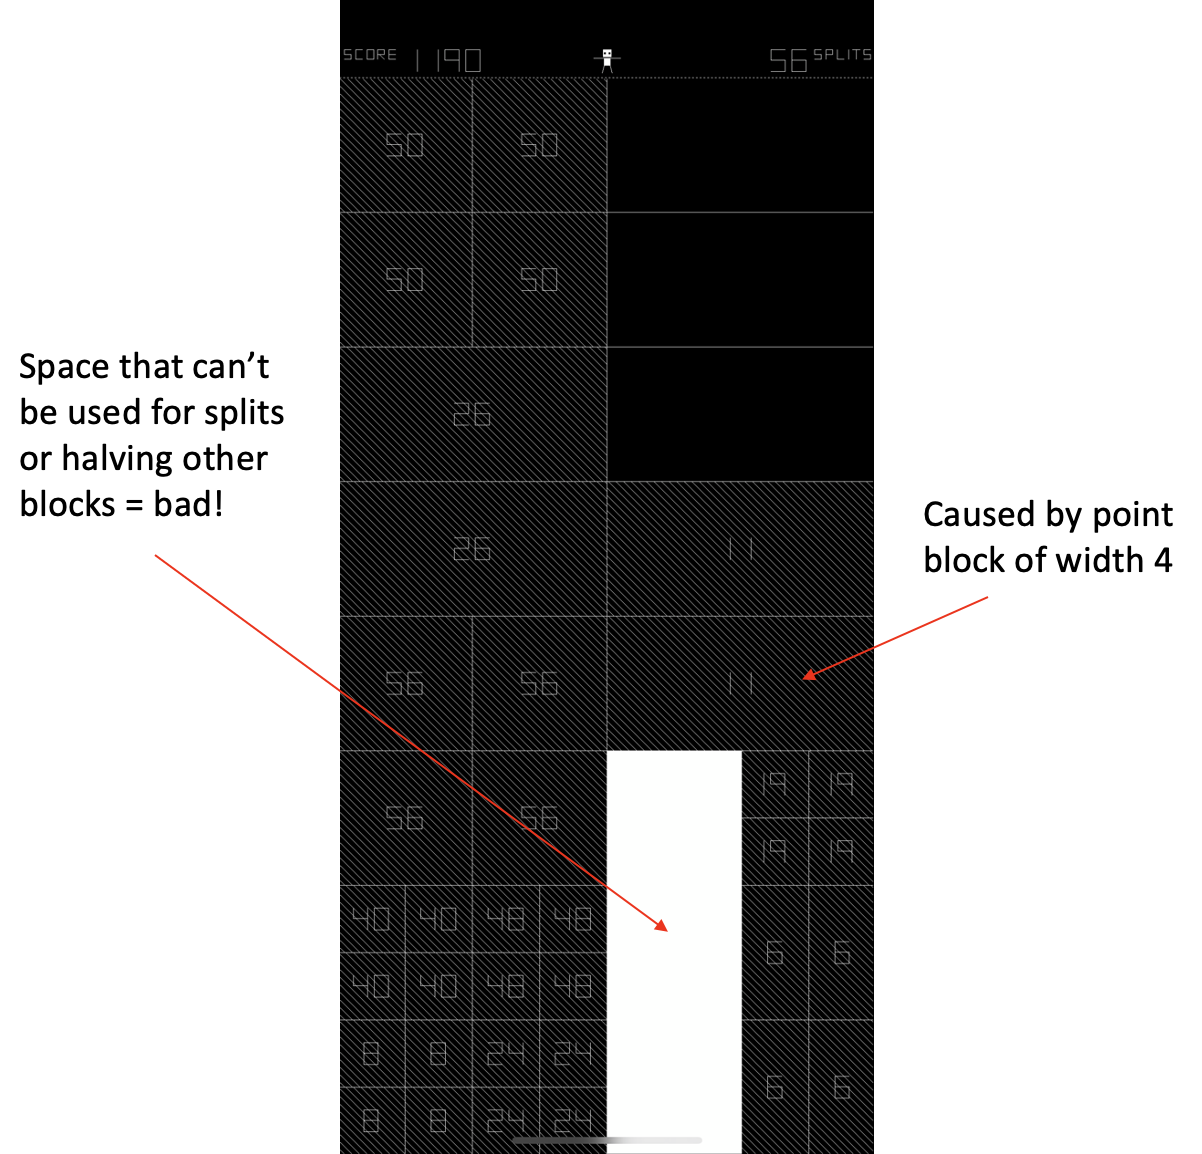 SCORE 1190 56 SPLITS
50 50
50 50
26
Space that can't
be used for splits
or halving other
blocks = bad!
26 11
Caused by point
block of width 4
56 56 11
19 19
56 56
19 19
40 40 48 48
6 6
40 40 48 48
8 8 24 24
6 6
8 8 24 24